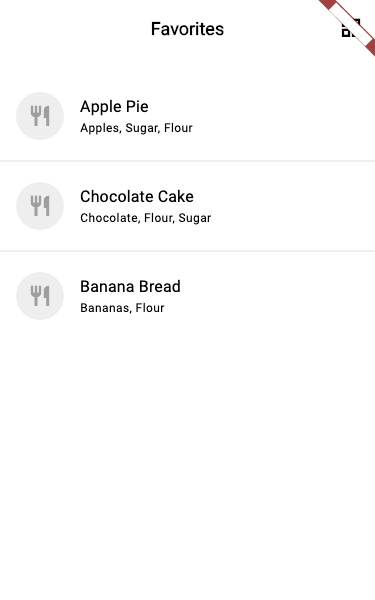 Favorites
Apple Pie
Apples, Sugar, Flour
Chocolate Cake
Chocolate, Flour, Sugar
Banana Bread
Bananas, Flour